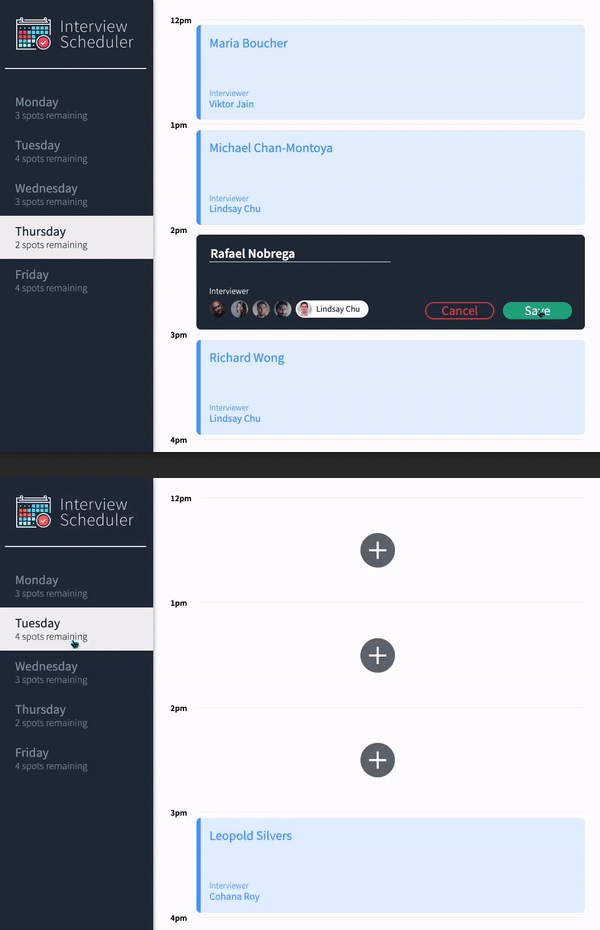 Interview
Scheduler
Monday
3 spots remaining
Tuesday
4 spots remaining
Wednesday
3 spots remaining
Thursday
2 spots remaining
Friday
4 spots remaining
12pm
Maria Boucher
Interviewer
Viktor Jain
1pm
Michael Chan-Montoya
Interviewer
Lindsay Chu
2pm
Rafael Nobrega
Interviewer
Lindsay Chu
Cancel
Save
3pm
Richard Wong
Interviewer
Lindsay Chu
4pm
Interview
Scheduler
Monday
3 spots remaining
Tuesday
4 spots remaining
Wednesday
3 spots remaining
Thursday
2 spots remaining
Friday
4 spots remaining
12pm
1pm
2pm
3pm
Leopold Silvers
Interviewer
Cohana Roy
4pm